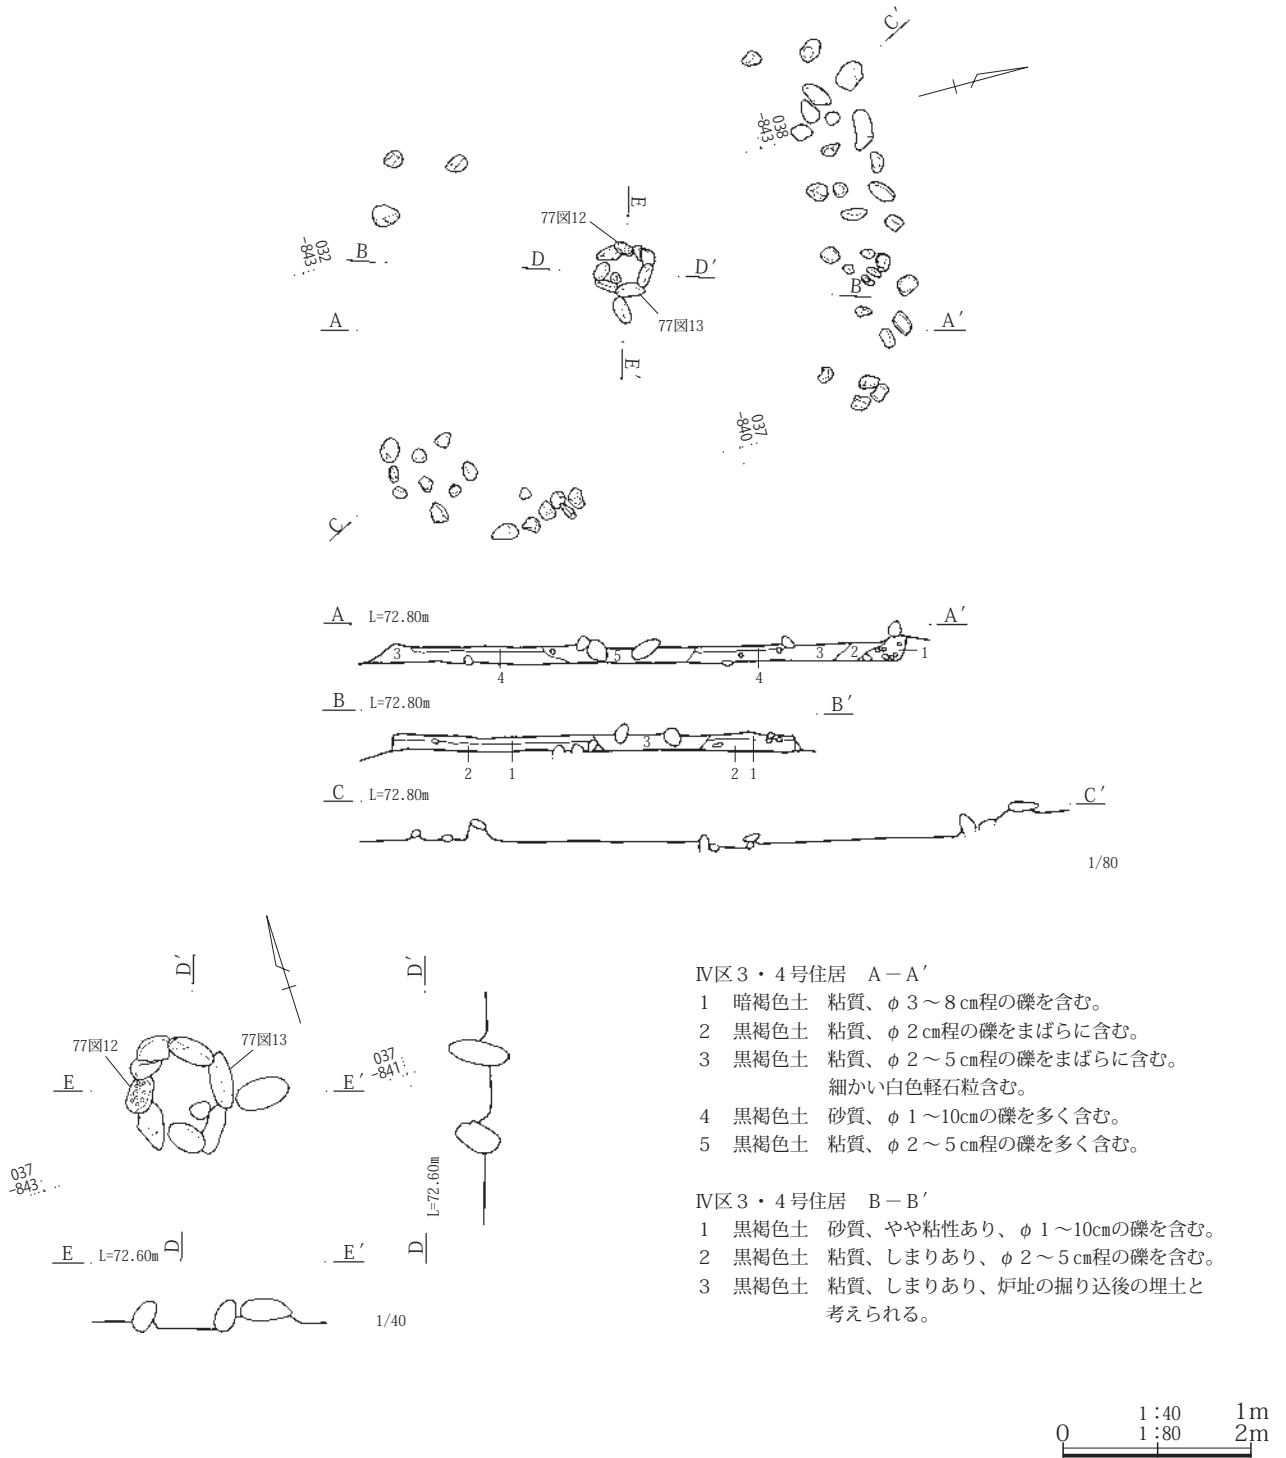 C′
038
-843
E
77図12
032
-843
B
D
D′
B
77図13
A
A′
E′
037
-840
C
A L=72.80m A′
3 5 3 2 1
4 4
B L=72.80m B′
3
2 1 2 1
C L=72.80m C′
1/80
D′ D′
77図12 77図13
037
-841
E E′
037
-843
L=72.60m
D D
E L=72.60m E′
1/40
Ⅳ区３・４号住居　A－A′
1　暗褐色土　粘質、φ３～８㎝程の礫を含む。
2　黒褐色土　粘質、φ２㎝程の礫をまばらに含む。
3　黒褐色土　粘質、φ２～５㎝程の礫をまばらに含む。
細かい白色軽石粒含む。
4　黒褐色土　砂質、φ１～10㎝の礫を多く含む。
5　黒褐色土　粘質、φ２～５㎝程の礫を多く含む。
Ⅳ区３・４号住居　B－B′
1　黒褐色土　砂質、やや粘性あり、φ１～10㎝の礫を含む。
2　黒褐色土　粘質、しまりあり、φ２～５㎝程の礫を含む。
3　黒褐色土　粘質、しまりあり、炉址の掘り込後の埋土と
考えられる。
1：40 1m
0 1：80 2m